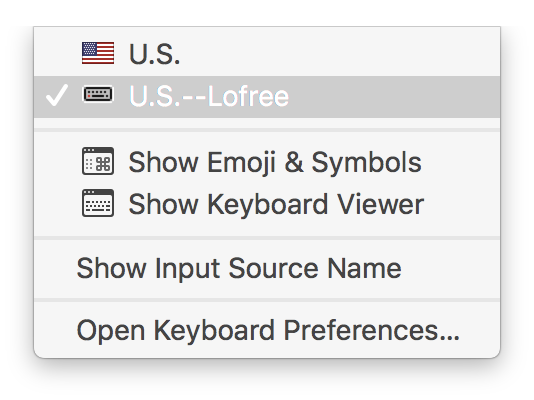 U.S.
U.S.--Lofree
Show Emoji & Symbols
Show Keyboard Viewer
Show Input Source Name
Open Keyboard Preferences...